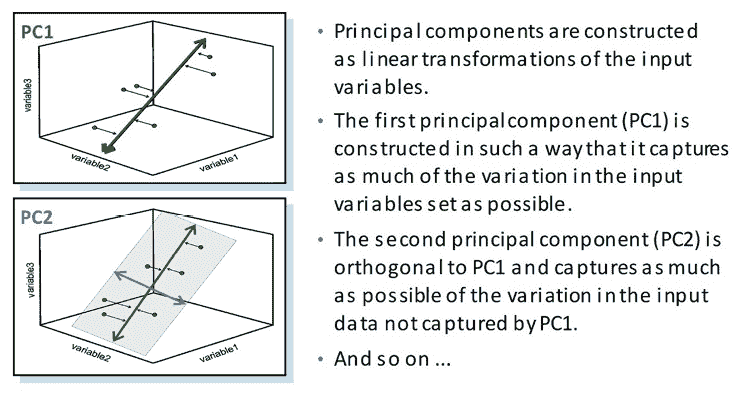 PC1
variable3
variable2
variable1
PC2
variable3
variable2
variable1
• Principal components are constructed
as linear transformations of the input
variables.
• The first principal component (PC1) is
constructed in such a way that it captures
as much of the variation in the input
variables set as possible.
• The second principal component (PC2) is
orthogonal to PC1 and captures as much
as possible of the variation in the input
data not captured by PC1.
• And so on ...